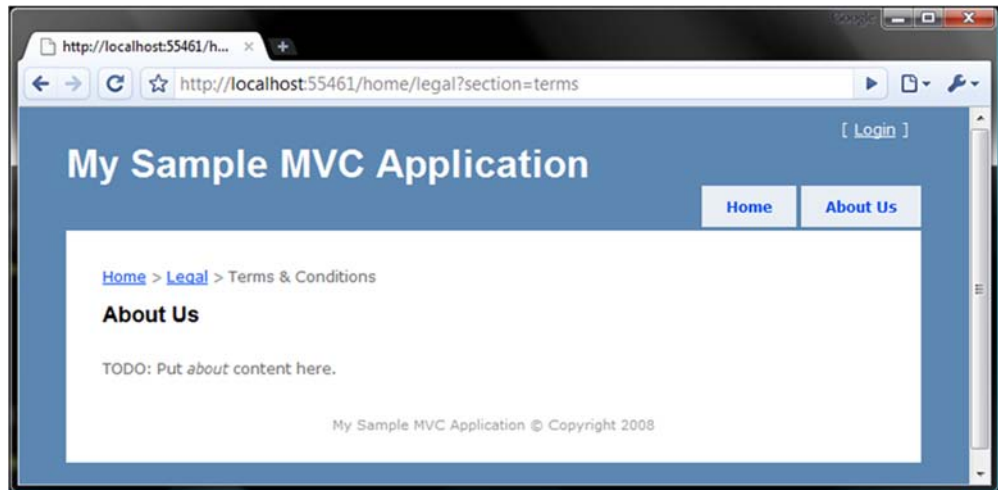 Google
http://localhost:55461/h...
http://localhost:55461/home/legal?section=terms
[ Login ]
My Sample MVC Application
Home About Us
Home > Legal > Terms & Conditions
About Us
TODO: Put about content here.
My Sample MVC Application © Copyright 2008